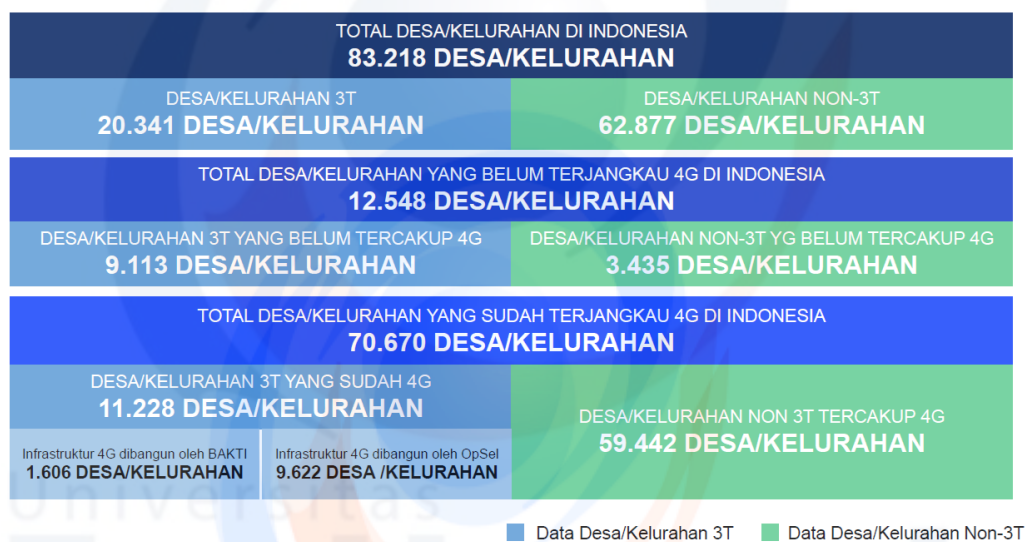 TOTAL DESA/KELURAHAN DI INDONESIA
83.218 DESA/KELURAHAN
DESA/KELURAHAN 3T
20.341 DESA/KELURAHAN
DESA/KELURAHAN NON-3T
62.877 DESA/KELURAHAN
TOTAL DESA/KELURAHAN YANG BELUM TERJANGKAU 4G DI INDONESIA
12.548 DESA/KELURAHAN
DESA/KELURAHAN 3T YANG BELUM TERCAKUP 4G
9.113 DESA/KELURAHAN
DESA/KELURAHAN NON-3T YG BELUM TERCAKUP 4G
3.435 DESA/KELURAHAN
TOTAL DESA/KELURAHAN YANG SUDAH TERJANGKAU 4G DI INDONESIA
70.670 DESA/KELURAHAN
DESA/KELURAHAN 3T YANG SUDAH 4G
11.228 DESA/KELURAHAN
Infrastruktur 4G dibangun oleh BAKTI
1.606 DESA/KELURAHAN
Infrastruktur 4G dibangun oleh OpSel
9.622 DESA /KELURAHAN
DESA/KELURAHAN NON 3T TERCAKUP 4G
59.442 DESA/KELURAHAN
Universitas
Data Desa/Kelurahan 3T
Data Desa/Kelurahan Non-3T